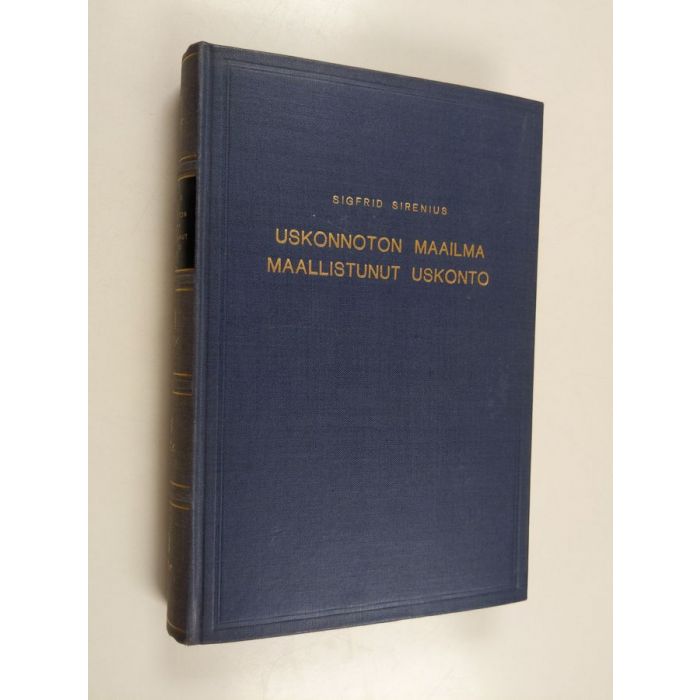 SIGFRID SIRENIUS
USKONNOTON MAAILMA
MAALLISTUNUT USKONTO